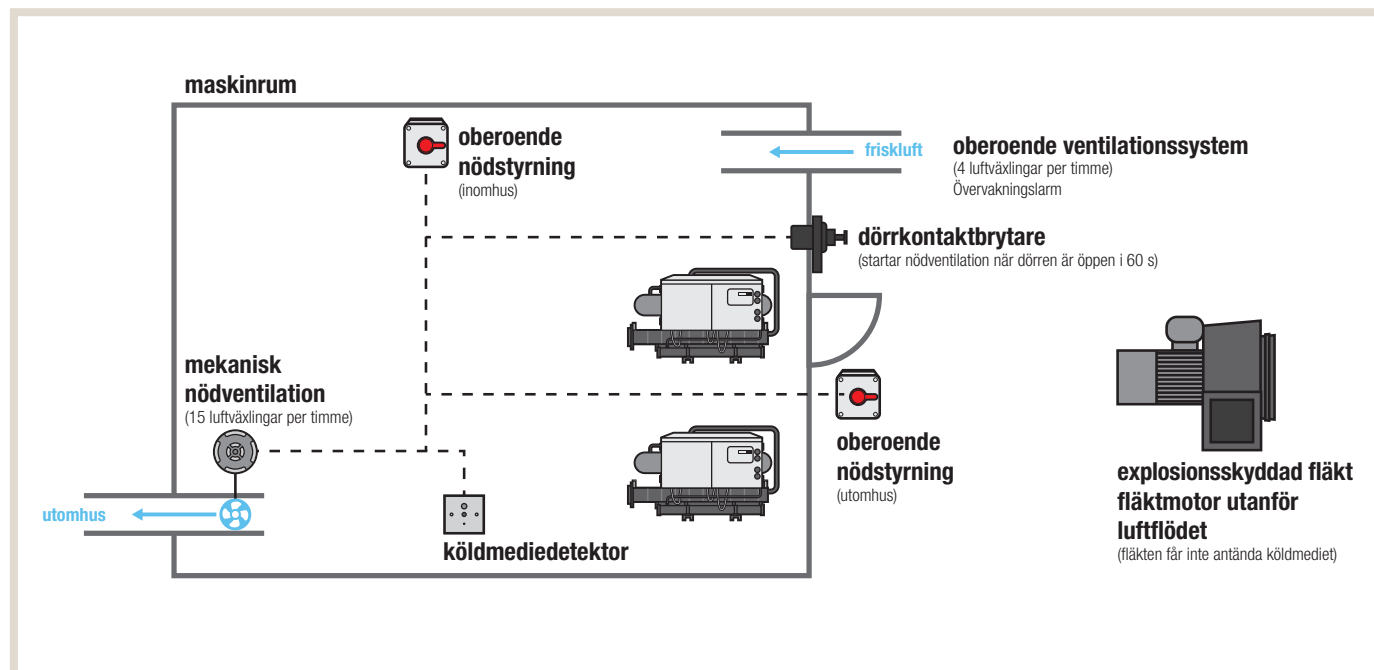 maskinrum
oberoende
nödstyrning
(inomhus)
friskluft
oberoende ventilationssystem
(4 luftväxlingar per timme)
Övervakningslarm
dörrkontaktbrytare
(startar nödventilation när dörren är öppen i 60 s)
mekanisk
nödventilation
(15 luftväxlingar per timme)
oberoende
nödstyrning
(utomhus)
utomhus
köldmediedetektor
explosionsskyddad fläkt
fläktmotor utanför
luftflödet
(fläkten får inte antända köldmediet)